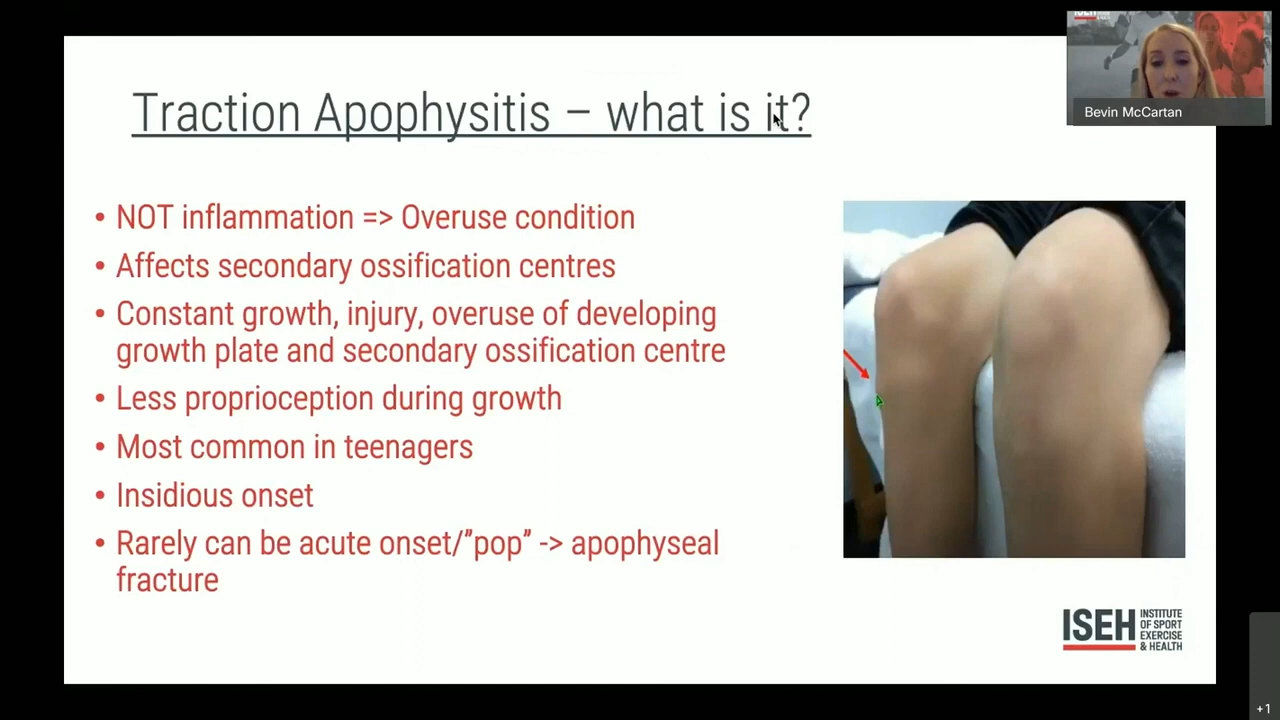 Traction Apophysitis – what is it?
• NOT inflammation => Overuse condition
• Affects secondary ossification centres
• Constant growth, injury, overuse of developing
growth plate and secondary ossification centre
• Less proprioception during growth
• Most common in teenagers
• Insidious onset
• Rarely can be acute onset/”pop” -> apophyseal
fracture
Bevin McCartan
ISEH
INSTITUTE
OF SPORT
EXERCISE
& HEALTH
+1